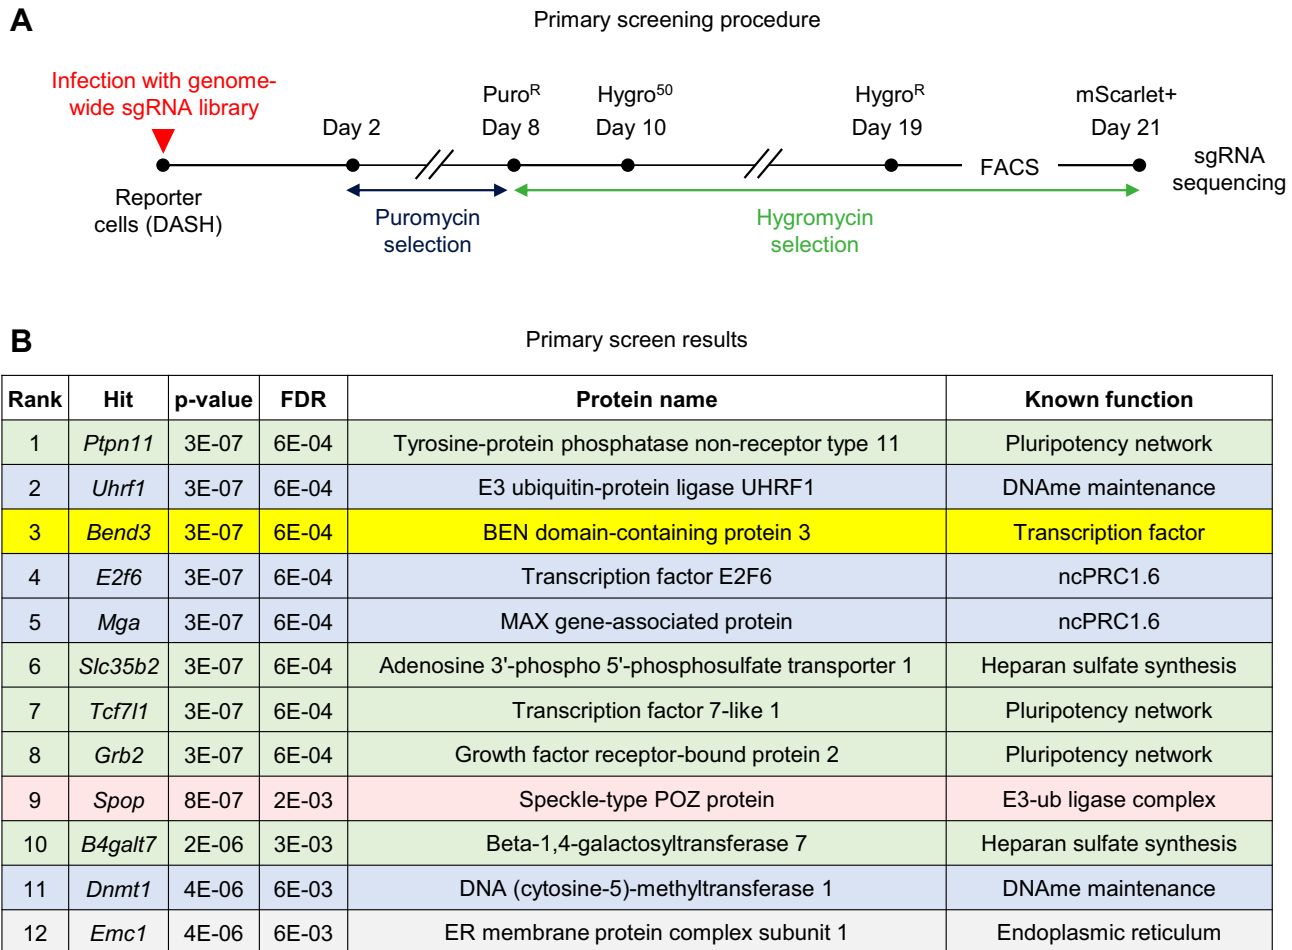 A
Primary screening procedure
Infection with genome-
wide sgRNA library
Day 2
Puro^R
Day 8
Hygro^50
Day 10
Hygro^R
Day 19
mScarlet+
Day 21
FACS
sgRNA
sequencing
Reporter
cells (DASH)
Puromycin
selection
Hygromycin
selection
B
Primary screen results
Rank Hit p-value FDR Protein name Known function
1 Ptpn11 3E-07 6E-04 Tyrosine-protein phosphatase non-receptor type 11 Pluripotency network
2 Uhrf1 3E-07 6E-04 E3 ubiquitin-protein ligase UHRF1 DNAme maintenance
3 Bend3 3E-07 6E-04 BEN domain-containing protein 3 Transcription factor
4 E2f6 3E-07 6E-04 Transcription factor E2F6 ncPRC1.6
5 Mga 3E-07 6E-04 MAX gene-associated protein ncPRC1.6
6 Slc35b2 3E-07 6E-04 Adenosine 3'-phospho 5'-phosphosulfate transporter 1 Heparan sulfate synthesis
7 Tcf7l1 3E-07 6E-04 Transcription factor 7-like 1 Pluripotency network
8 Grb2 3E-07 6E-04 Growth factor receptor-bound protein 2 Pluripotency network
9 Spop 8E-07 2E-03 Speckle-type POZ protein E3-ub ligase complex
10 B4galt7 2E-06 3E-03 Beta-1,4-galactosyltransferase 7 Heparan sulfate synthesis
11 Dnmt1 4E-06 6E-03 DNA (cytosine-5)-methyltransferase 1 DNAme maintenance
12 Emc1 4E-06 6E-03 ER membrane protein complex subunit 1 Endoplasmic reticulum